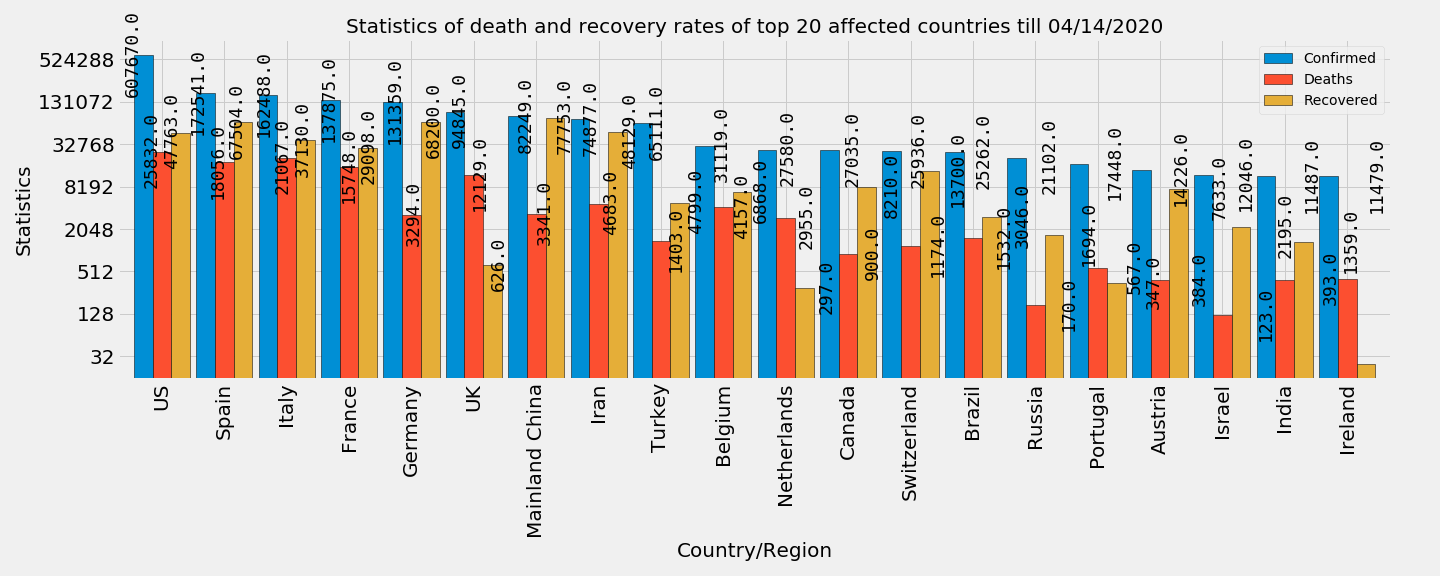 Statistics of death and recovery rates of top 20 affected countries till 04/14/2020
Confirmed
Deaths
Recovered
Statistics
524288
131072
32768
8192
2048
512
128
32
607670.0
25832.0
47763.0
172541.0
18056.0
67504.0
162488.0
21067.0
37130.0
137875.0
15748.0
29098.0
131359.0
3294.0
68200.0
94845.0
12129.0
626.0
82249.0
3341.0
77753.0
74877.0
4683.0
48129.0
65111.0
1403.0
4799.0
31119.0
4157.0
6868.0
27580.0
2955.0
297.0
27035.0
900.0
8210.0
25936.0
1174.0
13700.0
25262.0
1532.0
3046.0
21102.0
170.0
1694.0
17448.0
567.0
347.0
14226.0
384.0
7633.0
12046.0
123.0
2195.0
11487.0
393.0
1359.0
11479.0
US
Spain
Italy
France
Germany
UK
Mainland China
Iran
Turkey
Belgium
Netherlands
Canada
Switzerland
Brazil
Russia
Portugal
Austria
Israel
India
Ireland
Country/Region